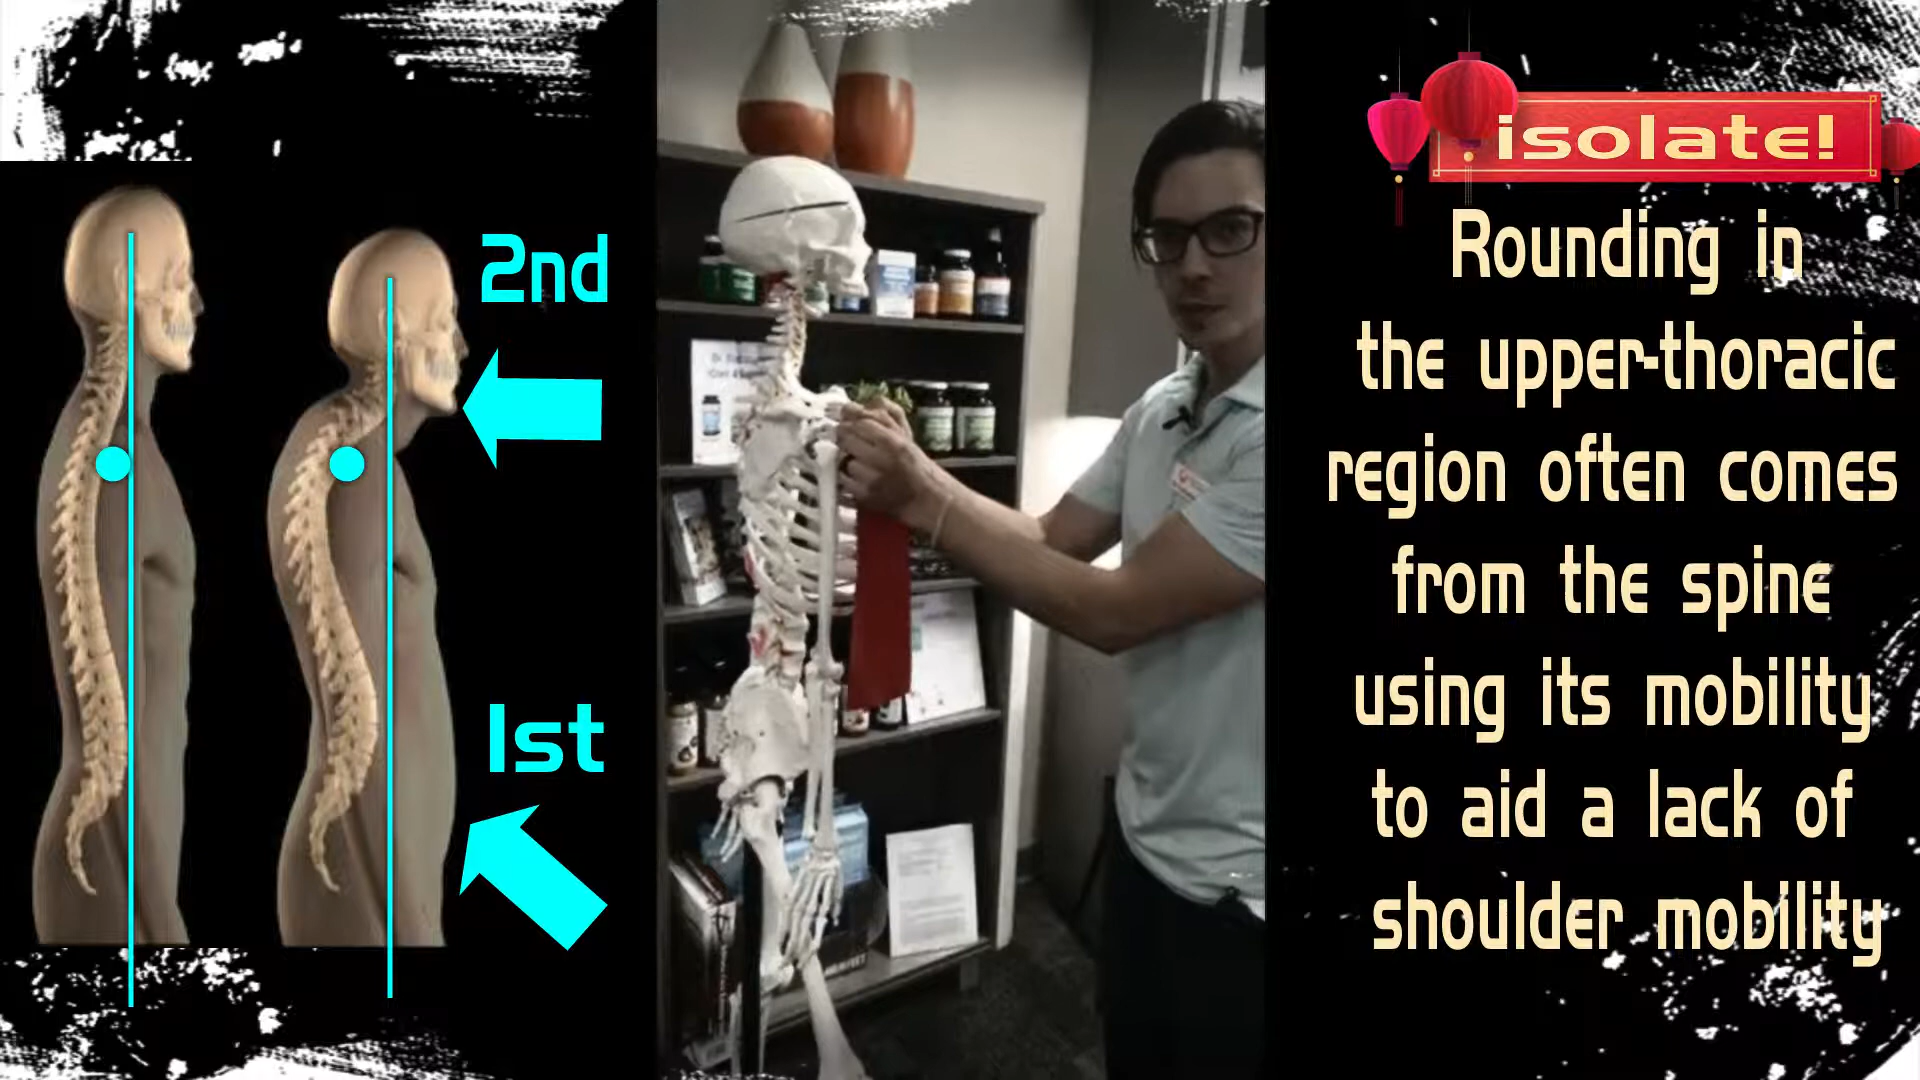 2nd
1st
isolate!
Rounding in
the upper-thoracic
region often comes
from the spine
using its mobility
to aid a lack of
shoulder mobility